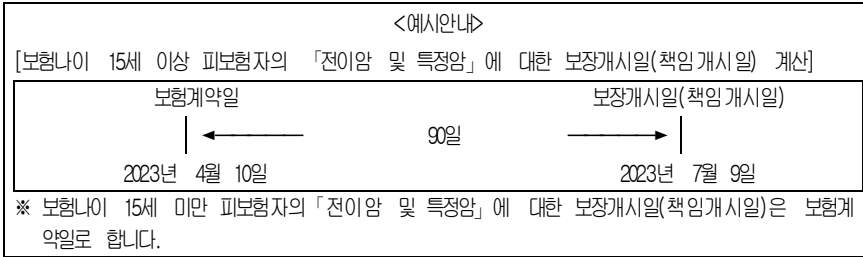 <예시안내>
[보험나이 15세 이상 피보험자의 「전이암 및 특정암」에 대한 보장개시일(책임개시일) 계산]
보험계약일 보장개시일(책임개시일)
90일
2023년 4월 10일 2023년 7월 9일
※ 보험나이 15세 미만 피보험자의「전이암 및 특정암」에 대한 보장개시일(책임개시일)은 보험계
약일로 합니다.